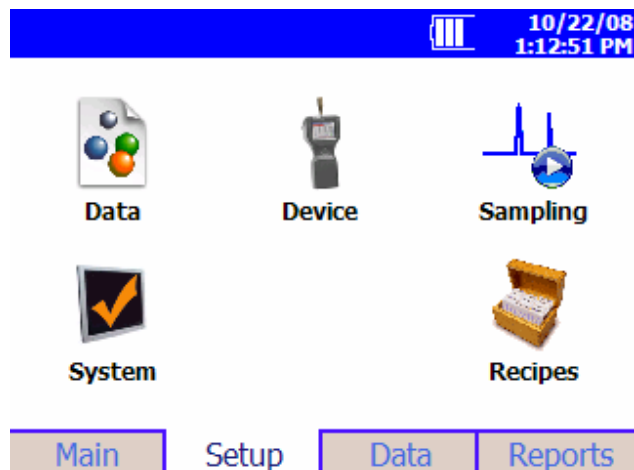 10/22/08
1:12:51 PM
Data Device Sampling
System Recipes
Main Setup Data Reports